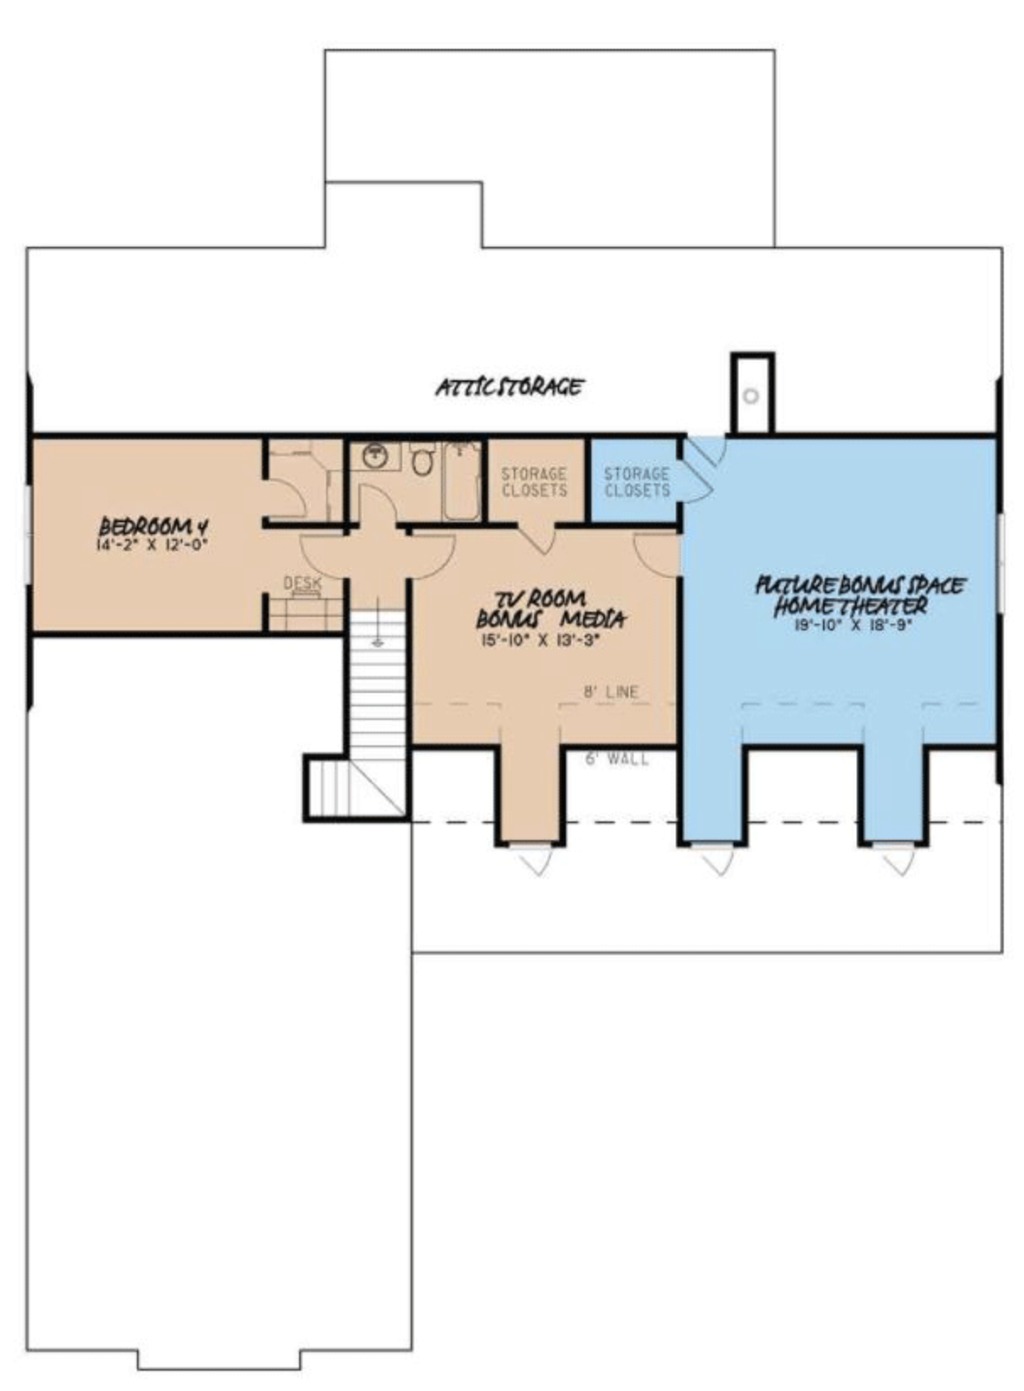 ATTIC STORAGE
STORAGE
CLOSETS
STORAGE
CLOSETS
BEDROOM 4
14'-2" X 12'-0"
DESK
TV ROOM
BONUS MEDIA
15'-10" X 13'-3"
FUTURE BONUS SPACE
HOME THEATER
19'-10" X 18'-9"
8' LINE
6' WALL